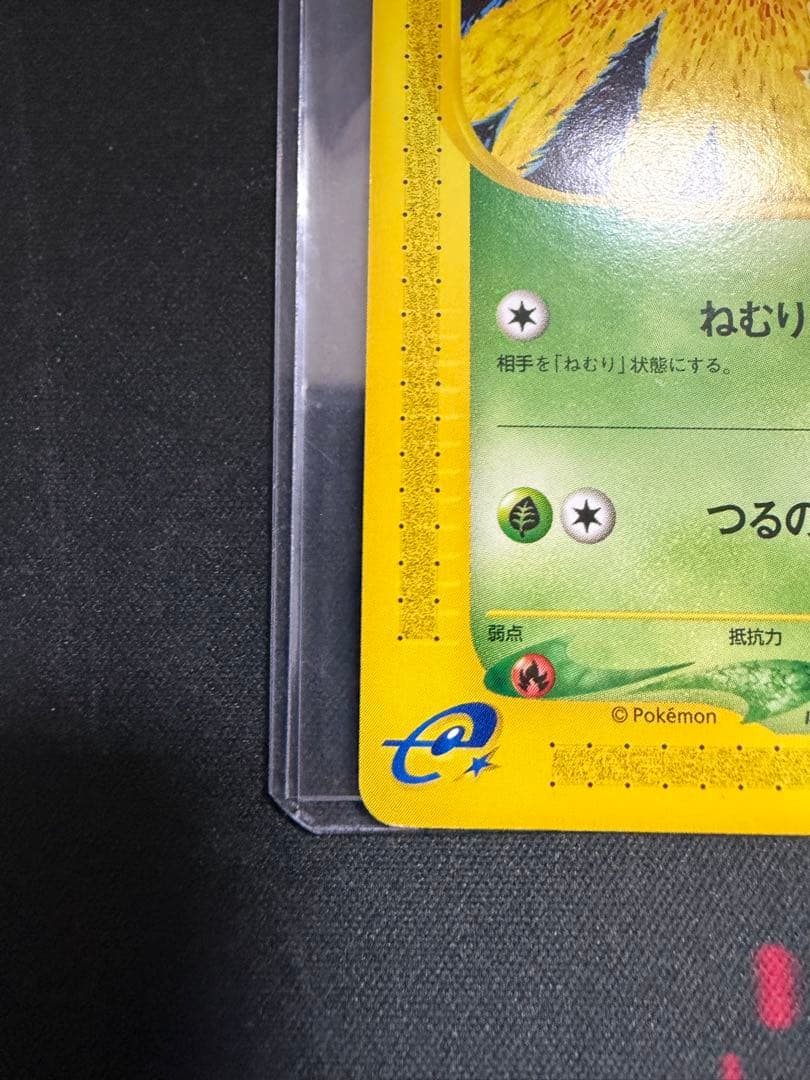 ねむり
相手を「ねむり」状態にする。
つるの
弱点
抵抗力
© Pokémon
e